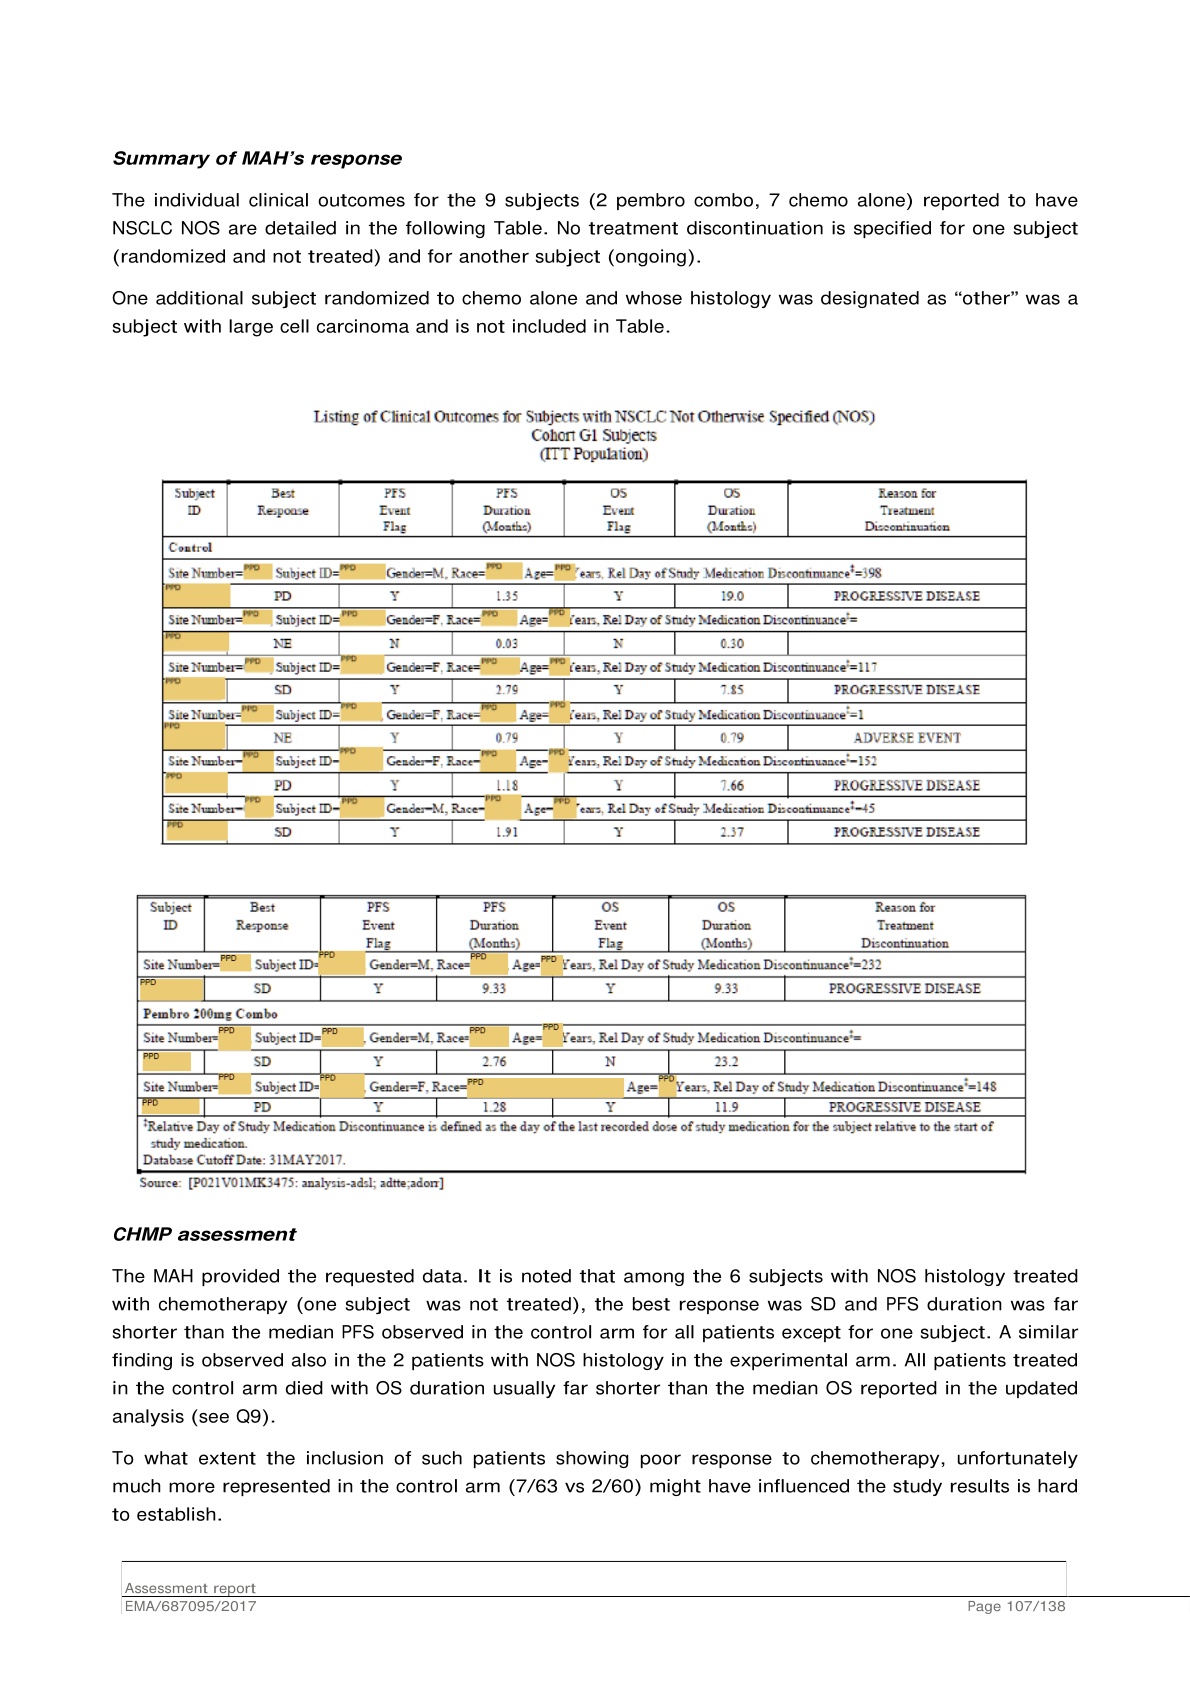 Summary of MAH's response
The individual clinical outcomes for the 9 subjects (2 pembro combo, 7 chemo alone) reported to have
NSCLC NOS are detailed in the following Table. No treatment discontinuation is specified for one subject
(randomized and not treated) and for another subject (ongoing).
One additional subject randomized to chemo alone and whose histology was designated as “other” was a
subject with large cell carcinoma and is not included in Table.
Listing of Clinical Outcomes for Subjects with NSCLC Not Otherwise Specified (NOS)
Cohort G1 Subjects
(ITT Population)
Subject ID Best Response PFS Event Flag PFS Duration (Months) OS Event Flag OS Duration (Months) Reason for Treatment Discontinuation
Control
Site Number=PPD Subject ID=PPD Gender=M, Race=PPD Age=PPD Years, Rel Day of Study Medication Discontinuance‡=398
PPD PD Y 1.35 Y 19.0 PROGRESSIVE DISEASE
Site Number=PPD, Subject ID=PPD Gender=F, Race=PPD Age=PPD Years, Rel Day of Study Medication Discontinuance‡=
PPD NE N 0.03 N 0.30
Site Number=PPD, Subject ID=PPD Gender=F, Race=PPD Age=PPD Years, Rel Day of Study Medication Discontinuance‡=117
PPD SD Y 2.79 Y 7.85 PROGRESSIVE DISEASE
Site Number=PPD Subject ID=PPD, Gender=F, Race=PPD Age=PPD Years, Rel Day of Study Medication Discontinuance‡=1
PPD NE Y 0.79 Y 0.79 ADVERSE EVENT
Site Number=PPD Subject ID=PPD Gender=F, Race=PPD Age=PPD Years, Rel Day of Study Medication Discontinuance‡=152
PPD PD Y 1.18 Y 7.66 PROGRESSIVE DISEASE
Site Number=PPD Subject ID=PPD Gender=M, Race=PPD Age=PPD Years, Rel Day of Study Medication Discontinuance‡=45
PPD SD Y 1.91 Y 2.37 PROGRESSIVE DISEASE
Subject ID Best Response PFS Event Flag PFS Duration (Months) OS Event Flag OS Duration (Months) Reason for Treatment Discontinuation
Site Number=PPD Subject ID=PPD Gender=M, Race=PPD, Age=PPD Years, Rel Day of Study Medication Discontinuance‡=232
PPD SD Y 9.33 Y 9.33 PROGRESSIVE DISEASE
Pembro 200mg Combo
Site Number=PPD Subject ID=PPD, Gender=M, Race=PPD Age=PPD Years, Rel Day of Study Medication Discontinuance‡=
PPD SD Y 2.76 N 23.2
Site Number=PPD Subject ID=PPD, Gender=F, Race=PPD Age=PPD Years, Rel Day of Study Medication Discontinuance‡=148
PPD PD Y 1.28 Y 11.9 PROGRESSIVE DISEASE
‡Relative Day of Study Medication Discontinuance is defined as the day of the last recorded dose of study medication for the subject relative to the start of
study medication.
Database Cutoff Date: 31MAY2017.
Source: [P021V01MK3475: analysis-adsl; adtte;adorr]
CHMP assessment
The MAH provided the requested data. It is noted that among the 6 subjects with NOS histology treated
with chemotherapy (one subject was not treated), the best response was SD and PFS duration was far
shorter than the median PFS observed in the control arm for all patients except for one subject. A similar
finding is observed also in the 2 patients with NOS histology in the experimental arm. All patients treated
in the control arm died with OS duration usually far shorter than the median OS reported in the updated
analysis (see Q9).
To what extent the inclusion of such patients showing poor response to chemotherapy, unfortunately
much more represented in the control arm (7/63 vs 2/60) might have influenced the study results is hard
to establish.
Assessment report
EMA/687095/2017 Page 107/138